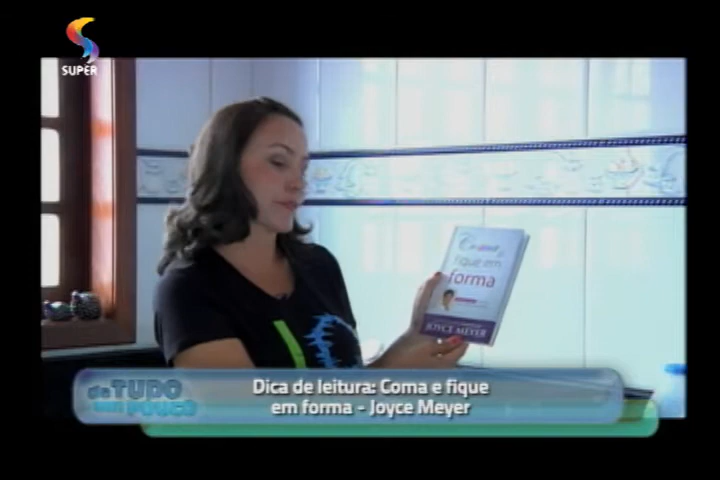 SUPER
Coma e
fique em
forma
JOYCE MEYER
de TUDO
um POUCO
Dica de leitura: Coma e fique
em forma - Joyce Meyer